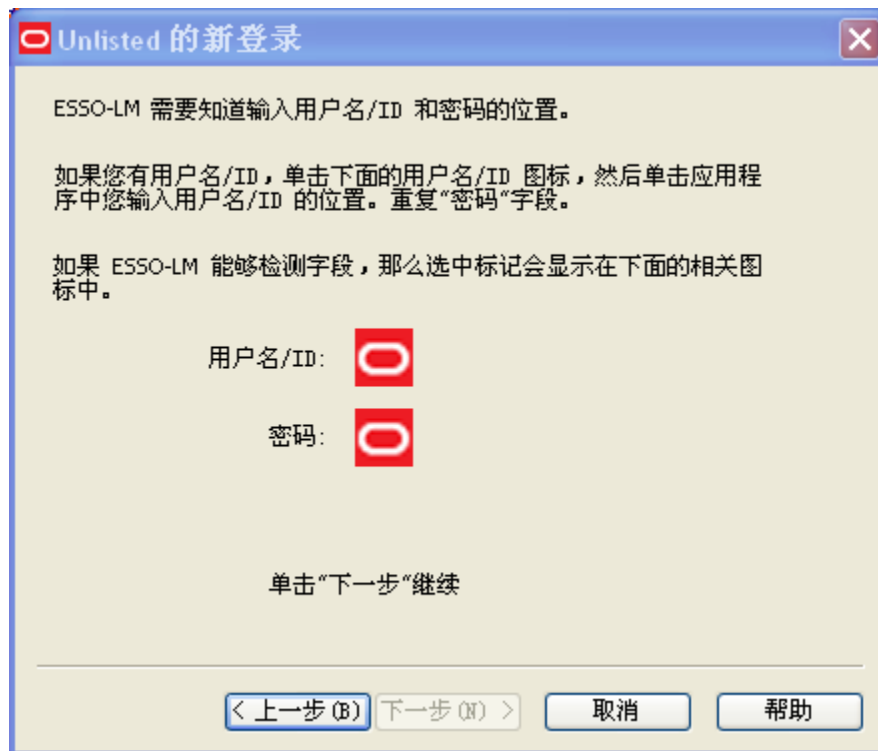 Unlisted 的新登录
ESSO-LM 需要知道输入用户名/ID 和密码的位置。
如果您有用户名/ID，单击下面的用户名/ID 图标，然后单击应用程
序中您输入用户名/ID 的位置。重复“密码”字段。
如果 ESSO-LM 能够检测字段，那么选中标记会显示在下面的相关图
标中。
用户名/ID:
密码:
单击“下一步”继续
< 上一步(B) 下一步(N) > 取消 帮助